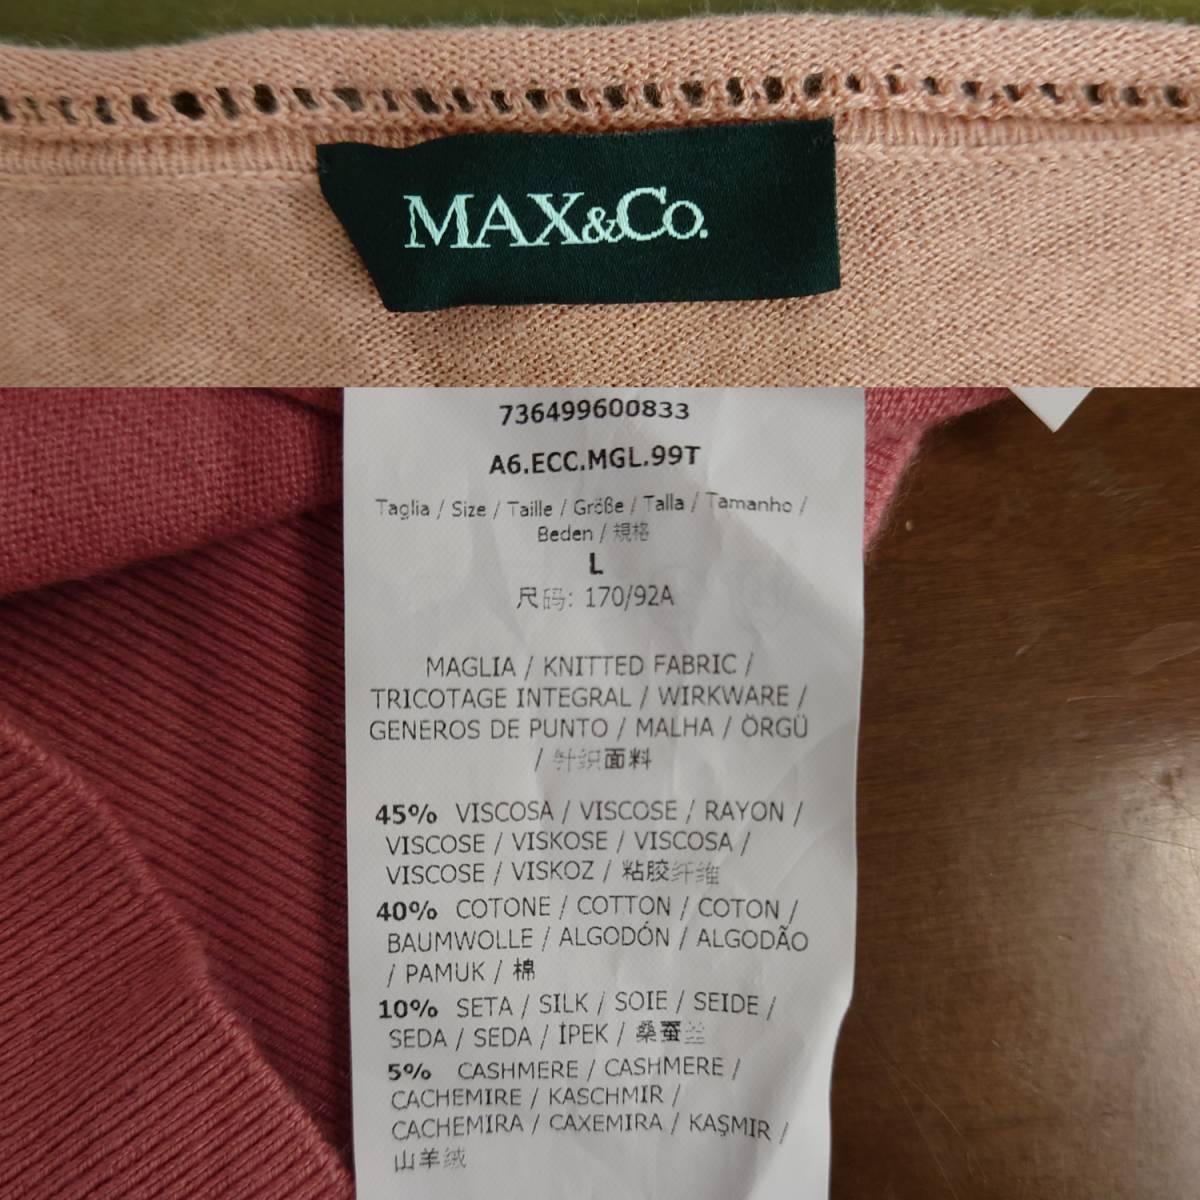 MAX&Co.
736499600833
A6.ECC.MGL.99T
Taglia / Size / Taille / Größe / Talla / Tamanho /
Beden / 規格
L
尺码: 170/92A
MAGLIA / KNITTED FABRIC /
TRICOTAGE INTEGRAL / WIRKWARE /
GENEROS DE PUNTO / MALHA / ÖRGÜ
/ 针织面料
45% VISCOSA / VISCOSE / RAYON /
VISCOSE / VISKOSE / VISCOSA /
VISCOSE / VISKOZ / 粘胶纤维
40% COTONE / COTTON / COTON /
BAUMWOLLE / ALGODÓN / ALGODÃO
/ PAMUK / 棉
10% SETA / SILK / SOIE / SEIDE /
SEDA / SEDA / İPEK / 桑蚕丝
5% CASHMERE / CASHMERE /
CACHEMIRE / KASCHMIR /
CACHEMIRA / CAXEMIRA / KAŞMIR /
山羊绒